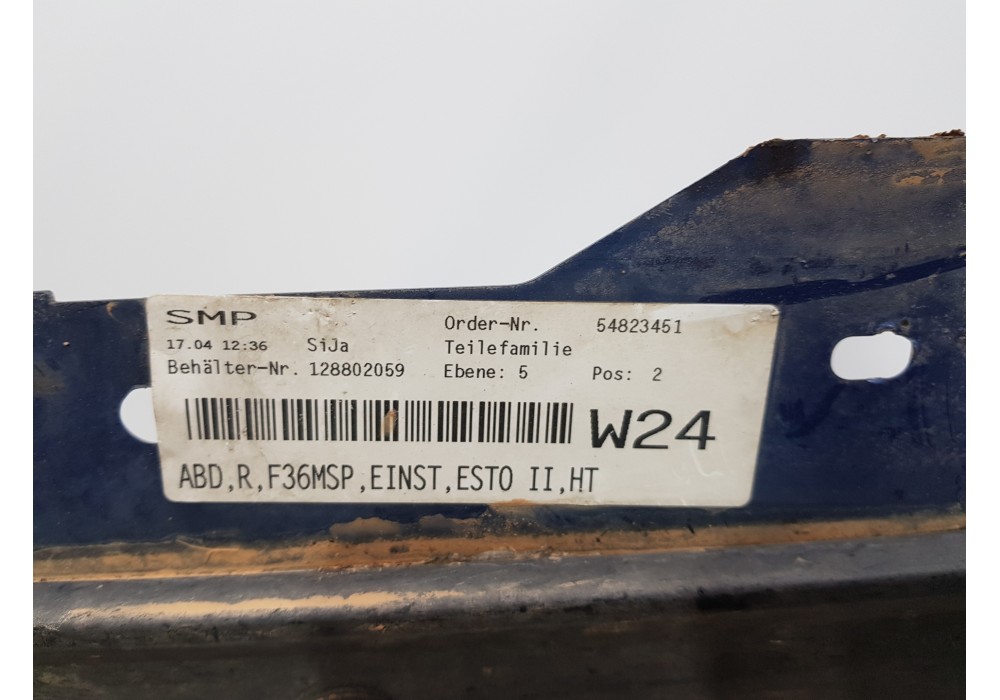 SMP
Order-Nr. 54823451
17.04 12:36 SiJa Teilefamilie
Behälter-Nr. 128802059 Ebene: 5 Pos: 2
W24
ABD,R,F36MSP,EINST,ESTO II,HT